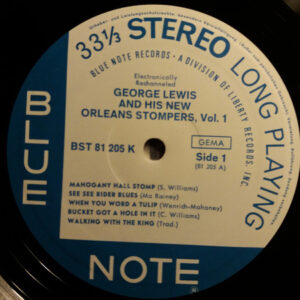 33⅓ STEREO LONG PLAYING
BLUE NOTE RECORDS • A DIVISION OF LIBERTY RECORDS, INC.
Electronically
Rechanneled
GEORGE LEWIS
AND HIS NEW
ORLEANS STOMPERS, Vol. 1
BST 81 205 K
GEMA
Side 1
(81 205 A)
MAHOGANY HALL STOMP (S. Williams)
SEE SEE RIDER BLUES (Ma Rainey)
WHEN YOU WORD A TULIP (Wenrich-Mahoney)
BUCKET GOT A HOLE IN IT (C. Williams)
WALKING WITH THE KING (Trad.)
BLUE
NOTE